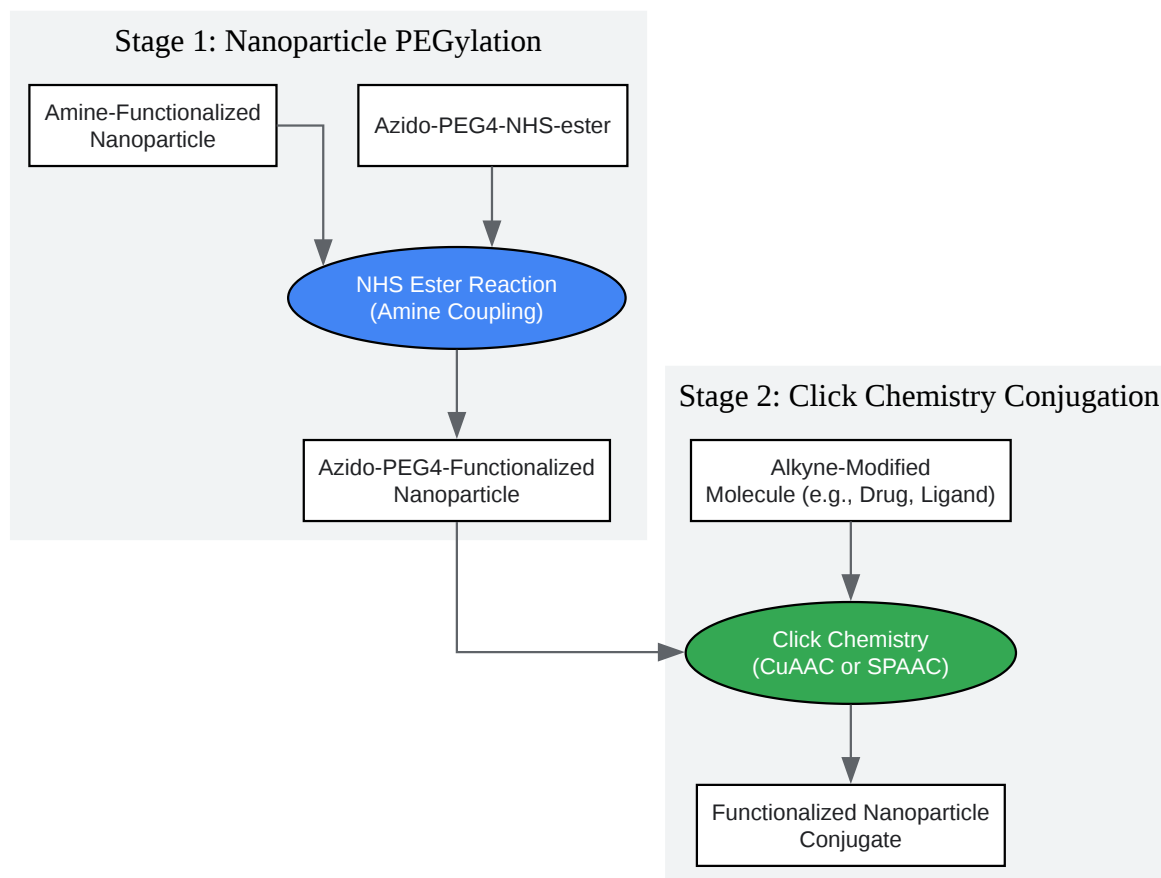 Stage 1: Nanoparticle PEGylation
Amine-Functionalized
Nanoparticle
Azido-PEG4-NHS-ester
NHS Ester Reaction
(Amine Coupling)
Azido-PEG4-Functionalized
Nanoparticle
Stage 2: Click Chemistry Conjugation
Alkyne-Modified
Molecule (e.g., Drug, Ligand)
Click Chemistry
(CuAAC or SPAAC)
Functionalized Nanoparticle
Conjugate